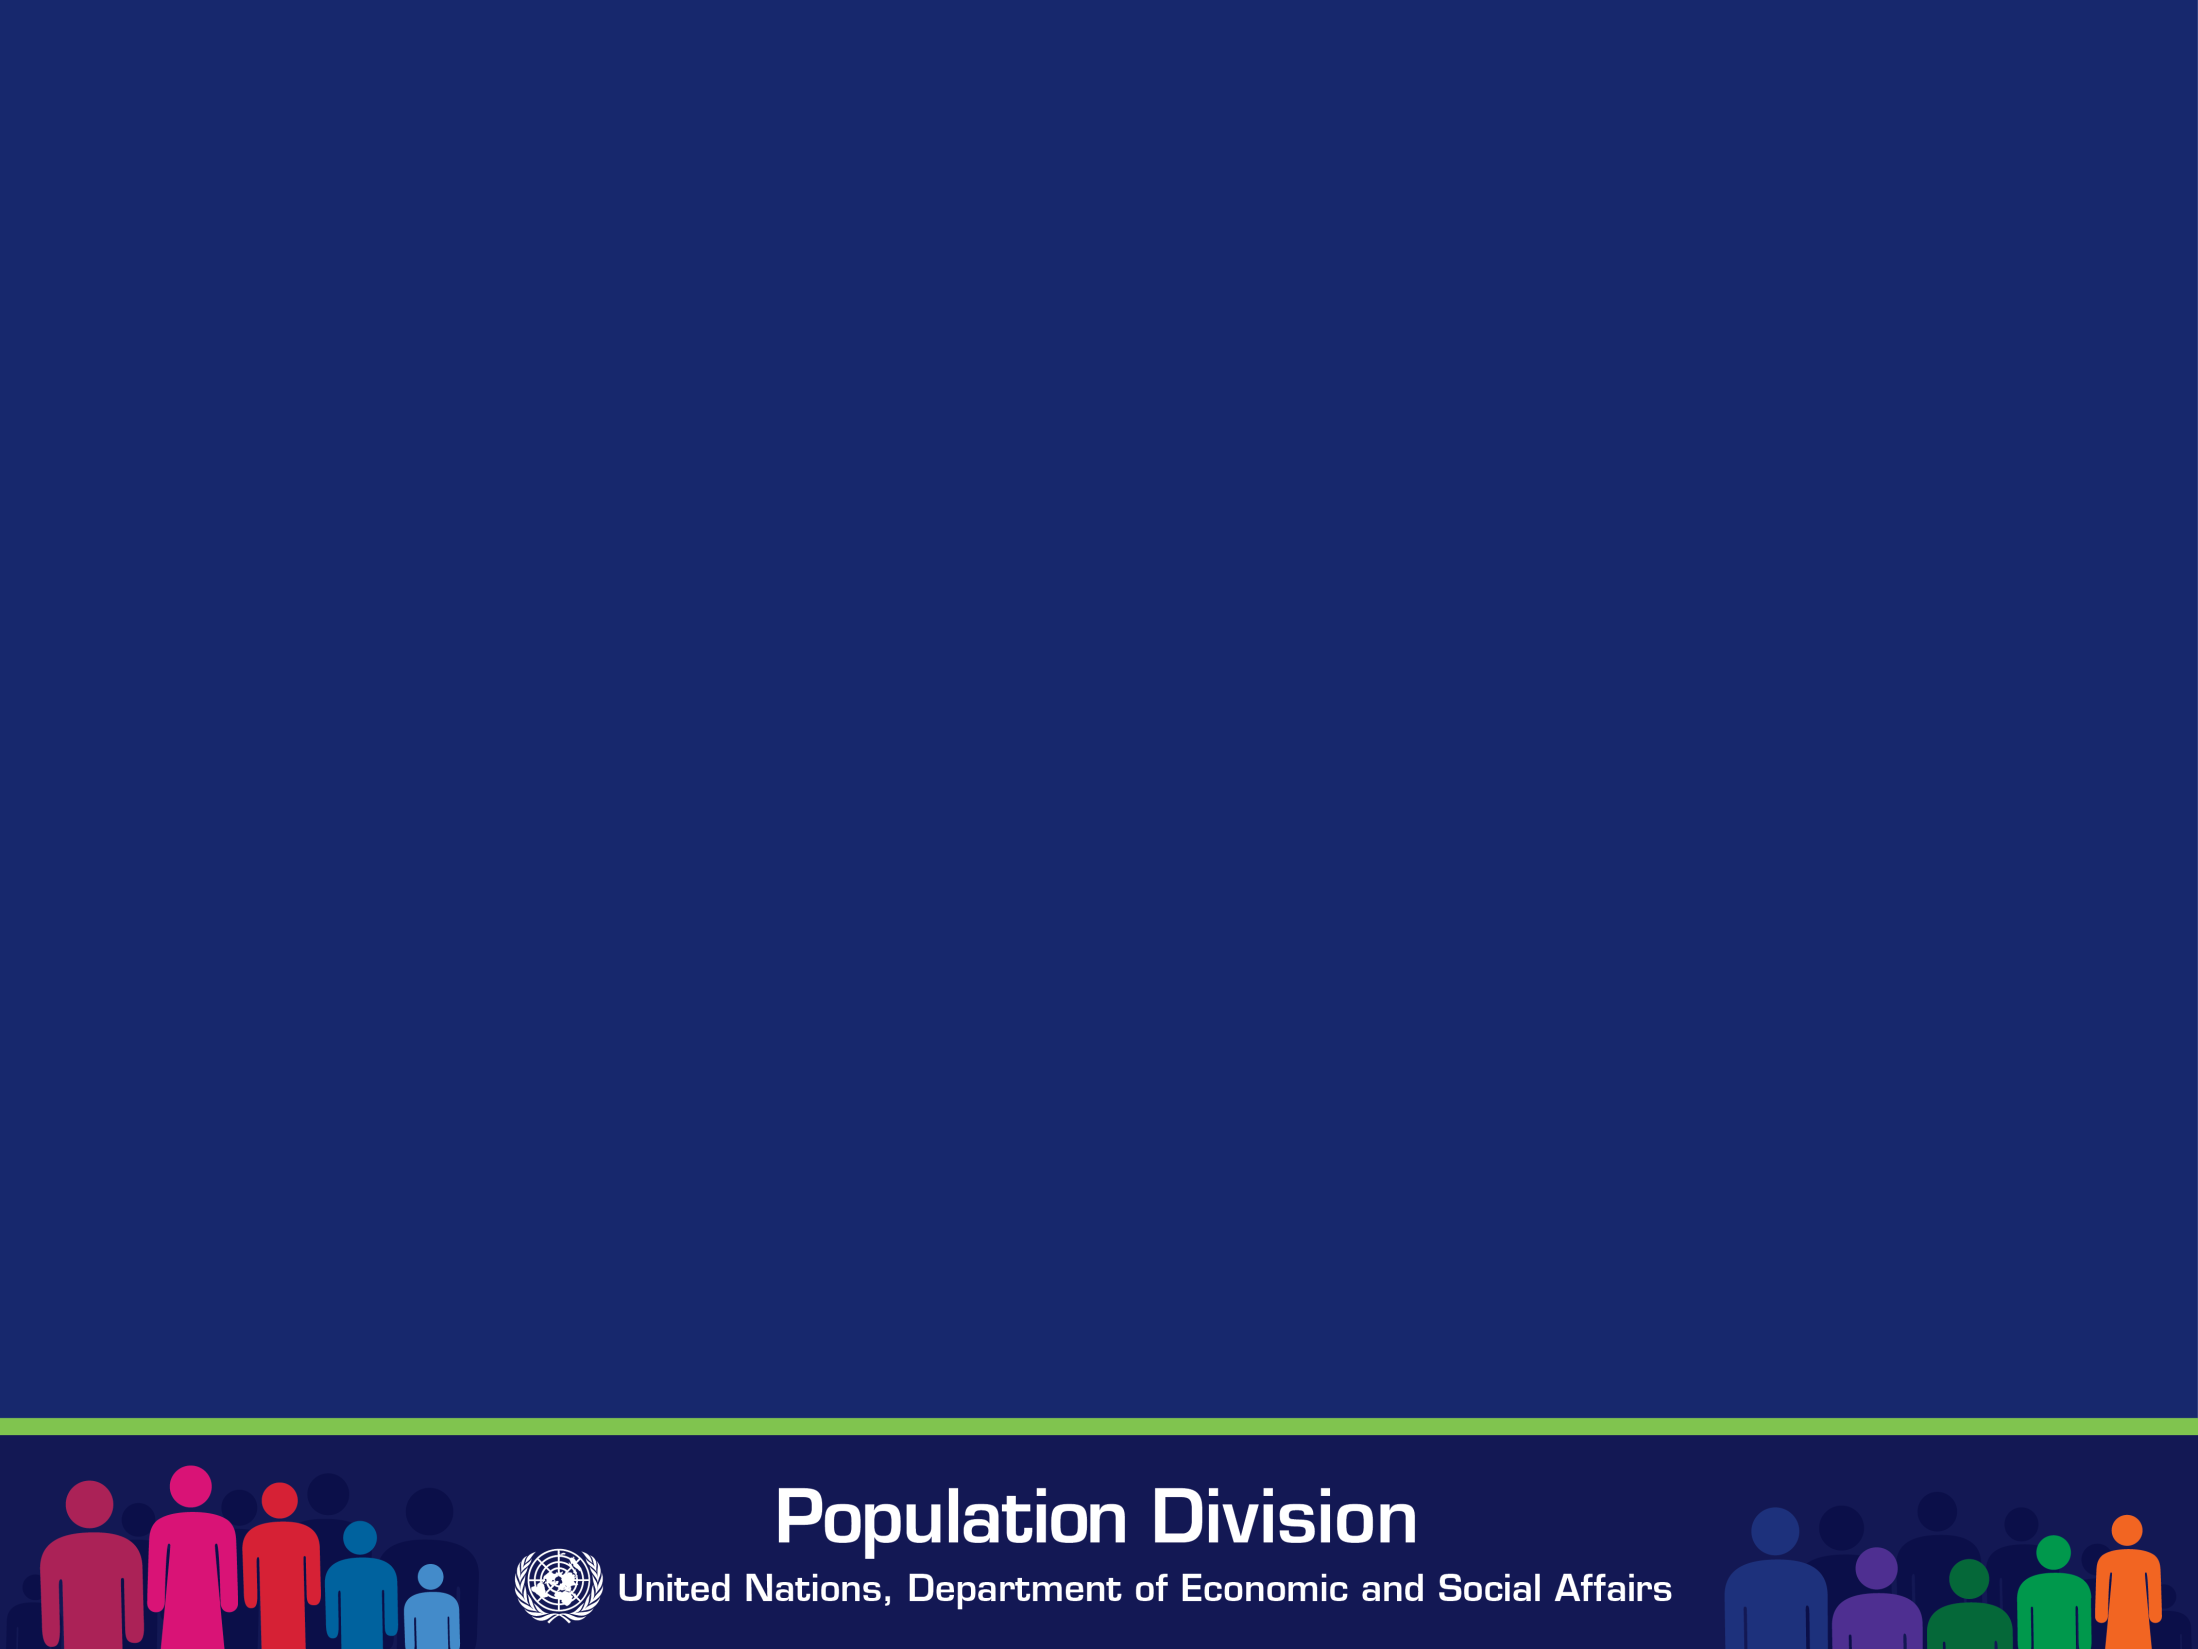 Population Division
United Nations, Department of Economic and Social Affairs